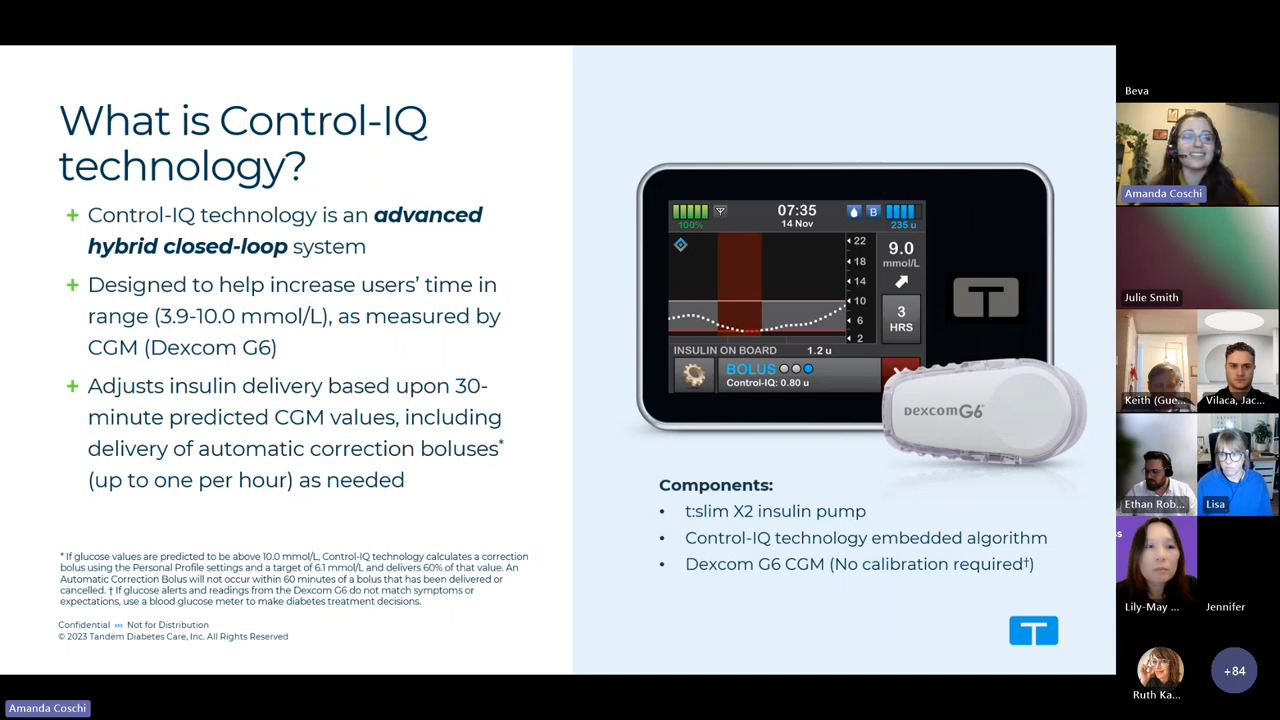 What is Control-IQ
technology?
+ Control-IQ technology is an advanced
hybrid closed-loop system
+ Designed to help increase users’ time in
range (3.9-10.0 mmol/L), as measured by
CGM (Dexcom G6)
+ Adjusts insulin delivery based upon 30-
minute predicted CGM values, including
delivery of automatic correction boluses*
(up to one per hour) as needed
* If glucose values are predicted to be above 10.0 mmol/L, Control-IQ technology calculates a correction
bolus using the Personal Profile settings and a target of 6.1 mmol/L and delivers 60% of that value. An
Automatic Correction Bolus will not occur within 60 minutes of a bolus that has been delivered or
cancelled. † If glucose alerts and readings from the Dexcom G6 do not match symptoms or
expectations, use a blood glucose meter to make diabetes treatment decisions.
Confidential ››› Not for Distribution
© 2023 Tandem Diabetes Care, Inc. All Rights Reserved
100%
07:35
14 Nov
B
235 u
22
18
14
10
6
2
9.0
mmol/L
3
HRS
INSULIN ON BOARD 1.2 u
BOLUS
Control-IQ: 0.80 u
T
Dexcom G6
Components:
• t:slim X2 insulin pump
• Control-IQ technology embedded algorithm
• Dexcom G6 CGM (No calibration required†)
T
Beva
Amanda Coschi
Julie Smith
Keith (Gue...
Vilaca, Jac...
Ethan Rob...
Lisa
Lily-May ...
Jennifer
Ruth Ka...
+84
Amanda Coschi